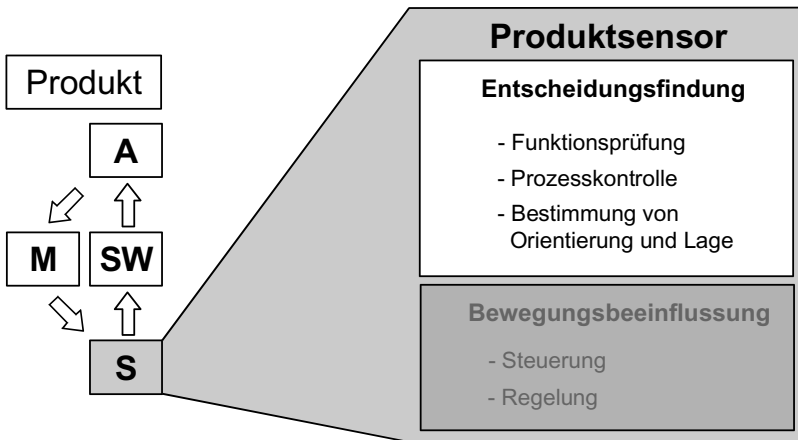 Produkt
A
M
SW
S
Produktsensor
Entscheidungsfindung
- Funktionsprüfung
- Prozesskontrolle
- Bestimmung von
Orientierung und Lage
Bewegungsbeeinflussung
- Steuerung
- Regelung